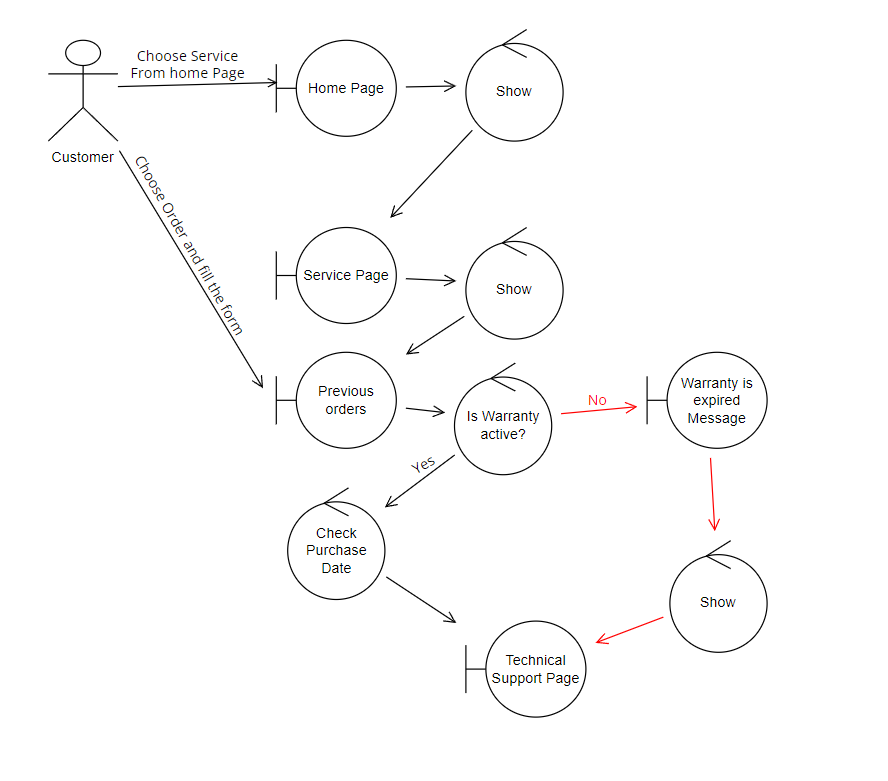 Choose Service
From home Page
Home Page
Show
Customer
Choose Order and fill the form
Service Page
Show
Previous
orders
Is Warranty
active?
No
Warranty is
expired
Message
Yes
Check
Purchase
Date
Show
Technical
Support Page